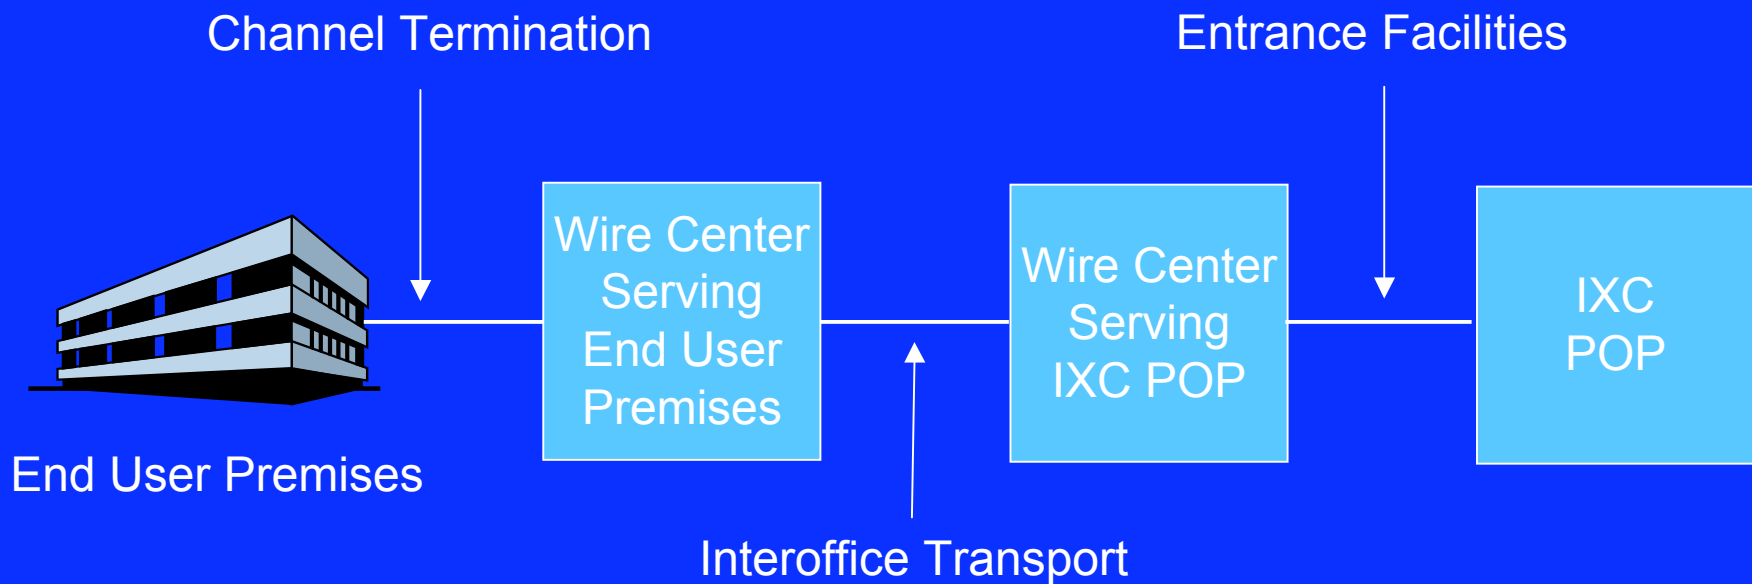 Channel Termination
Entrance Facilities
Wire Center
Serving
End User
Premises
Wire Center
Serving
IXC POP
IXC
POP
End User Premises
Interoffice Transport